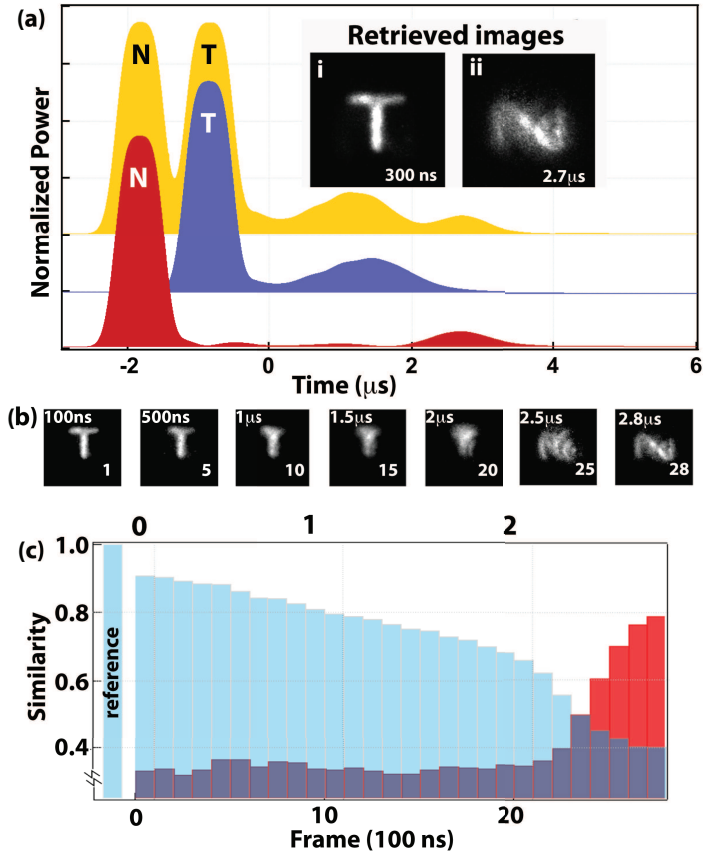 (a)
N T
T
N
Retrieved images
i ii
300 ns 2.7μs
Normalized Power
-2 0 2 4 6
Time (μs)
(b)
100ns 500ns 1μs 1.5μs 2μs 2.5μs 2.8μs
1 5 10 15 20 25 28
0 1 2
(c)
1.0
0.8
0.6
0.4
Similarity
reference
0 10 20
Frame (100 ns)